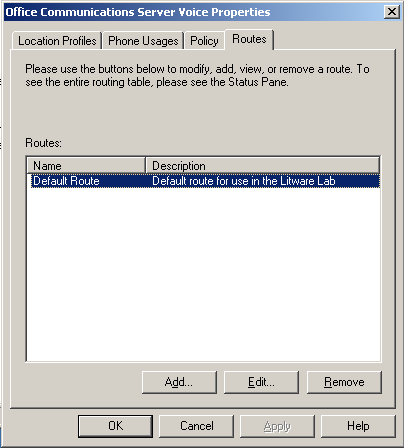 Office Communications Server Voice Properties
Location Profiles Phone Usages Policy Routes
Please use the buttons below to modify, add, view, or remove a route. To
see the entire routing table, please see the Status Pane.
Routes:
Name Description
Default Route Default route for use in the Litware Lab
Add... Edit... Remove
OK Cancel Apply Help